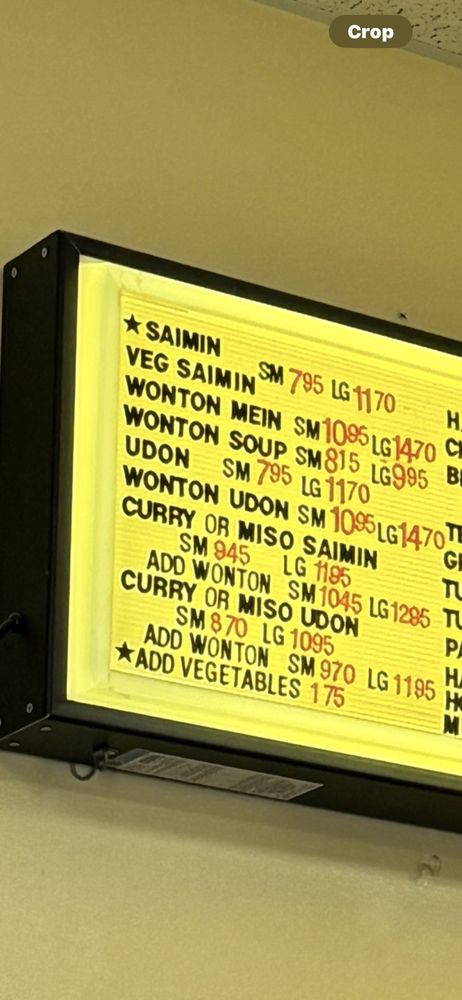 Crop
★SAIMIN
VEG SAIMIN SM 795 LG 1170
WONTON MEIN SM 1095 LG 1470
WONTON SOUP SM 815 LG 995
UDON SM 795 LG 1170
WONTON UDON SM 1095 LG 1470
CURRY OR MISO SAIMIN
SM 945 LG 1195
ADD WONTON SM 1045 LG 1295
CURRY OR MISO UDON
SM 870 LG 1095
ADD WONTON SM 970 LG 1195
★ADD VEGETABLES 175